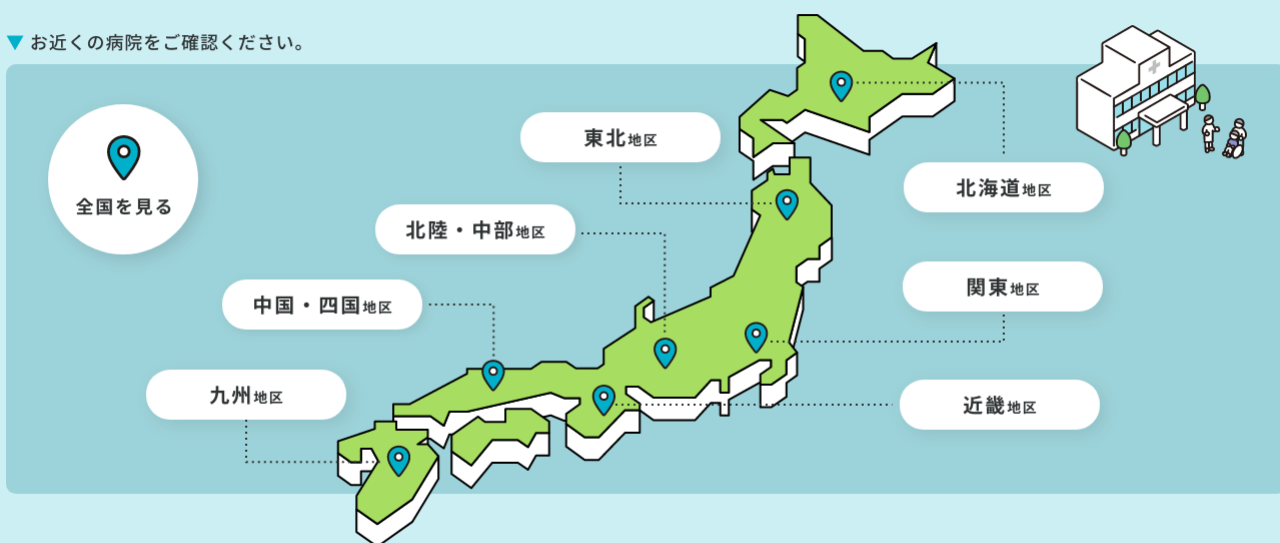 ▼ お近くの病院をご確認ください。
全国を見る
東北地区
北海道地区
北陸・中部地区
関東地区
中国・四国地区
九州地区
近畿地区